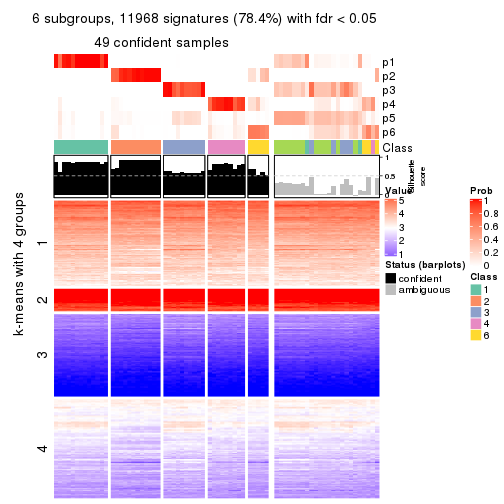 6 subgroups, 11968 signatures (78.4%) with fdr < 0.05
49 confident samples
p1
p2
p3
p4
p5
p6
Class
1
0.5
0
Silhouette
score
k-means with 4 groups
1
2
3
4
Value
5
4
3
2
1
Status (barplots)
confident
ambiguous
Prob
1
0.8
0.6
0.4
0.2
0
Class
1
2
3
4
6